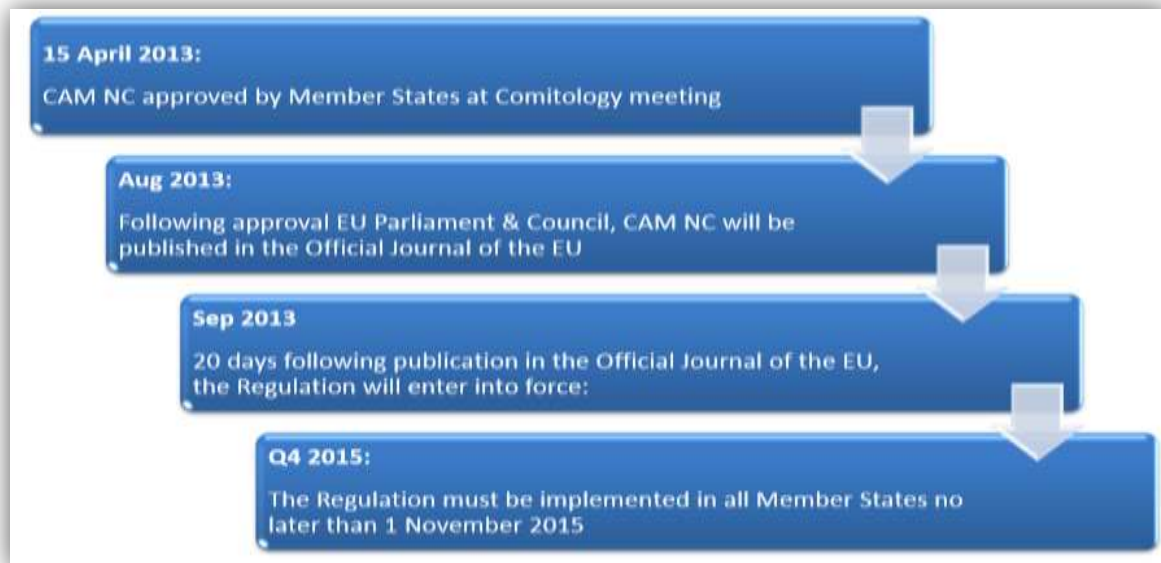 15 April 2013:
CAM NC approved by Member States at Comitology meeting
Aug 2013:
Following approval EU Parliament & Council, CAM NC will be
published in the Official Journal of the EU
Sep 2013
20 days following publication in the Official Journal of the EU,
the Regulation will enter into force:
Q4 2015:
The Regulation must be implemented in all Member States no
later than 1 November 2015